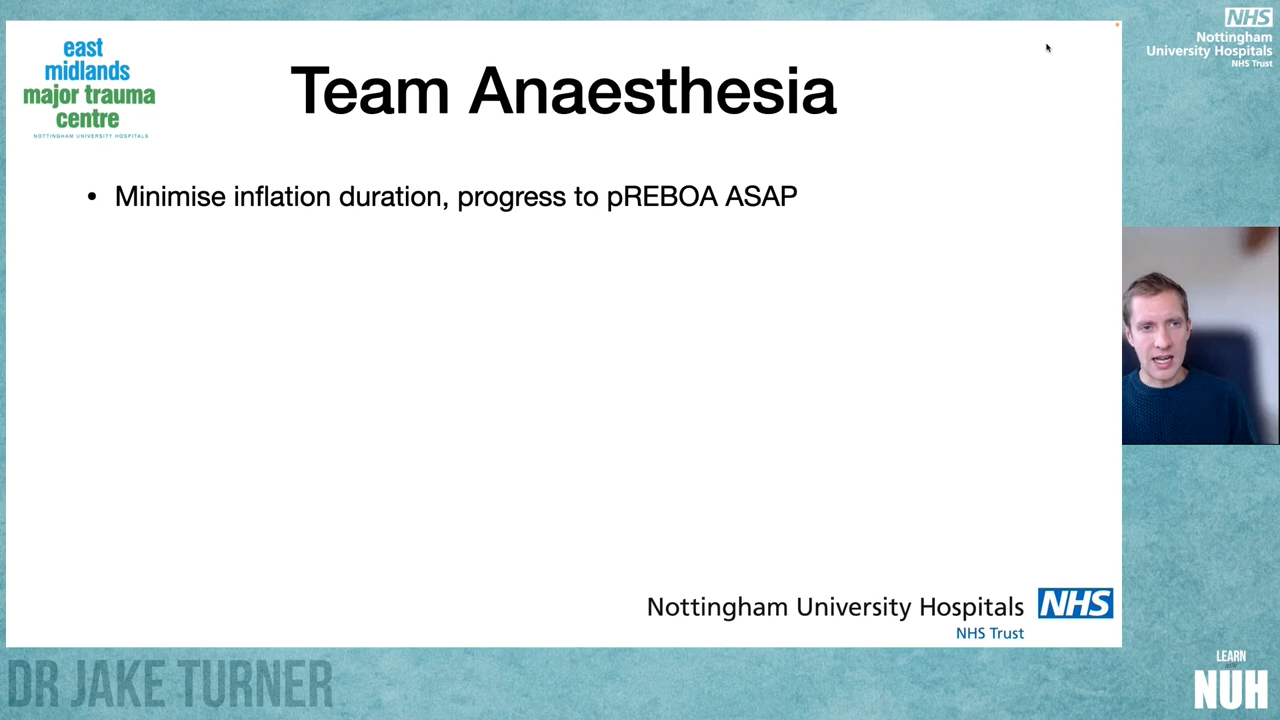 east
midlands
major trauma
centre
NOTTINGHAM UNIVERSITY HOSPITALS
Team Anaesthesia
NHS
Nottingham
University Hospitals
NHS Trust
• Minimise inflation duration, progress to pREBOA ASAP
Nottingham University Hospitals NHS
NHS Trust
DR JAKE TURNER
LEARN
NUH